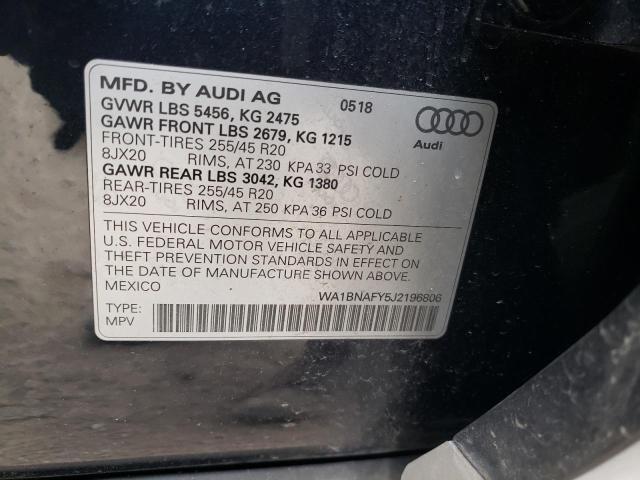 MFD. BY AUDI AG 0518
GVWR LBS 5456, KG 2475
GAWR FRONT LBS 2679, KG 1215
Audi
FRONT-TIRES 255/45 R20
8JX20 RIMS, AT 230 KPA 33 PSI COLD
GAWR REAR LBS 3042, KG 1380
REAR-TIRES 255/45 R20
8JX20 RIMS, AT 250 KPA 36 PSI COLD
THIS VEHICLE CONFORMS TO ALL APPLICABLE
U.S. FEDERAL MOTOR VEHICLE SAFETY AND
THEFT PREVENTION STANDARDS IN EFFECT ON
THE DATE OF MANUFACTURE SHOWN ABOVE.
MEXICO
WA1BNAFY5J2196806
TYPE:
MPV